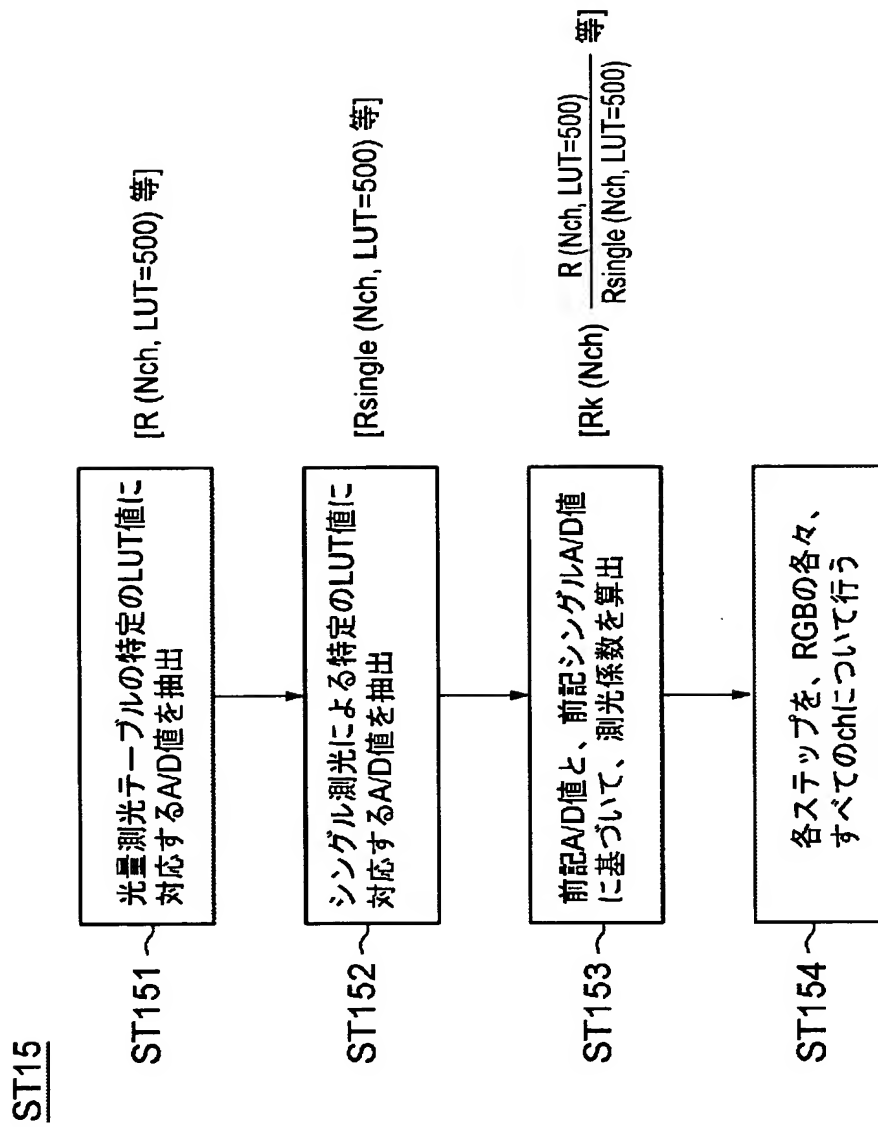 ST15
ST151
光量測光テーブルの特定のLUT値に
対応するA/D値を抽出
[R (Nch, LUT=500) 等]
ST152
シングル測光による特定のLUT値に
対応するA/D値を抽出
[Rsingle (Nch, LUT=500) 等]
ST153
前記A/D値と、前記シングルA/D値
に基づいて、測光係数を算出
[Rk (Nch) R (Nch, LUT=500) 等]
Rsingle (Nch, LUT=500)
ST154
各ステップを、RGBの各々、
すべてのchについて行う